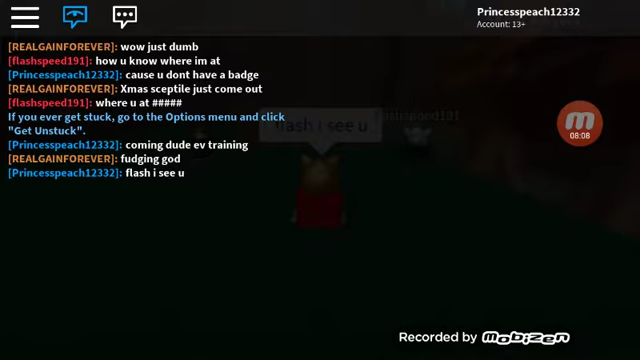 Princesspeach12332
Account: 13+
[REALGAINFOREVER]: wow just dumb
[flashspeed191]: how u know where im at
[Princesspeach12332]: cause u dont have a badge
[REALGAINFOREVER]: Xmas sceptile just come out
[flashspeed191]: where u at #####
If you ever get stuck, go to the Options menu and click
"Get Unstuck".
[Princesspeach12332]: coming dude ev training
[REALGAINFOREVER]: fudging god
[Princesspeach12332]: flash i see u
flash i see u
m
08:08
Recorded by mobizen